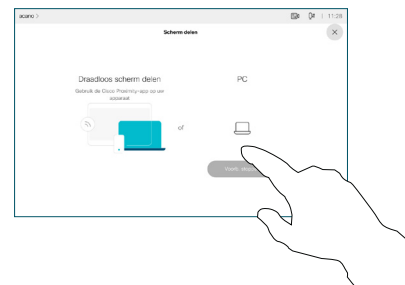 acano >
11:28
Scherm delen
Draadloos scherm delen
Gebruik de Cisco Proximity-app op uw
apparaat
of
PC